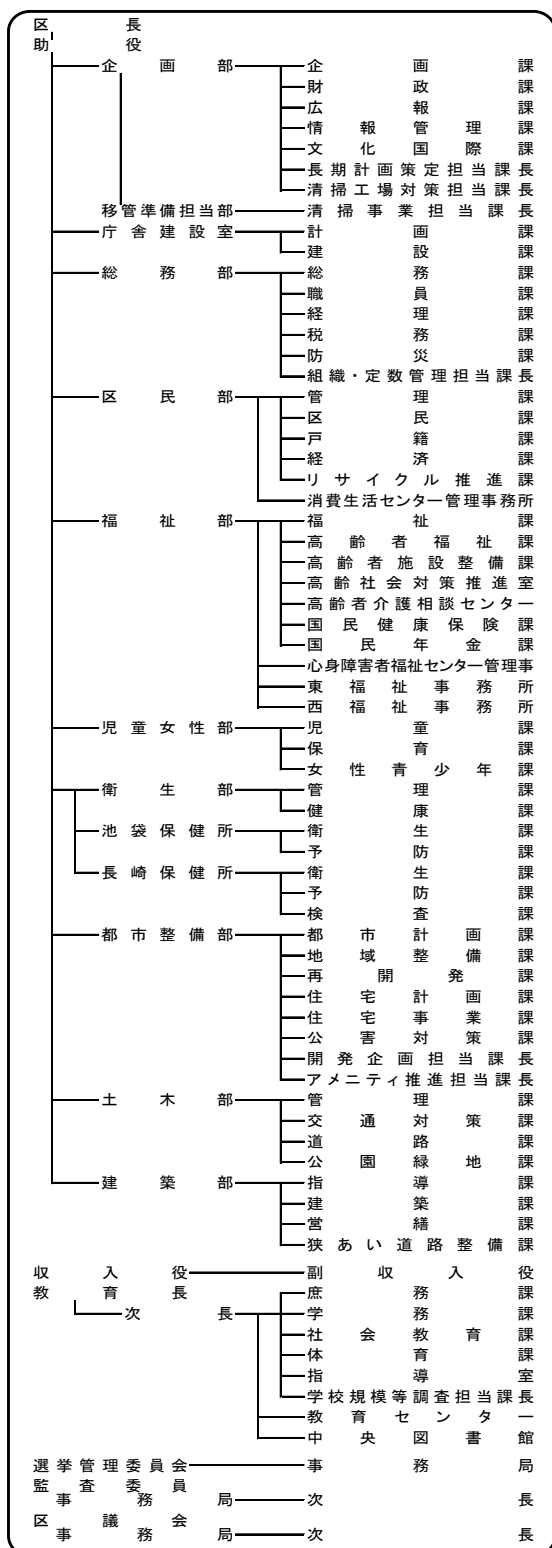 区長
助役
企画部 企画課
財政課
広報課
情報管理課
文化国際課
長期計画策定担当課長
清掃工場対策担当課長
移管準備担当部 清掃事業担当課長
庁舎建設室 計画課
建設課
総務部 総務課
職員課
経理課
税務課
防災課
組織・定数管理担当課長
区民部 管理課
区民課
戸籍課
経済課
リサイクル推進課
消費生活センター管理事務所
福祉部 福祉課
高齢者福祉課
高齢者施設整備課
高齢社会対策推進室
高齢者介護相談センター
国民健康保険課
国民年金課
心身障害者福祉センター管理事
東福祉事務所
西福祉事務所
児童女性部 児童課
保育課
女性青少年課
衛生部 管理課
健康課
池袋保健所 衛生課
予防課
長崎保健所 衛生課
予防課
検査課
都市整備部 都市計画課
地域整備課
再開発課
住宅計画課
住宅事業課
公害対策課
開発企画担当課長
アメニティ推進担当課長
土木部 管理課
交通対策課
道路課
公園緑地課
建築部 指導課
建築課
営繕課
狭あい道路整備課
収入役 副収入役
教育長 庶務課
次長 学務課
社会教育課
体育課
指導室
学校規模等調査担当課長
教育センター
中央図書館
選挙管理委員会 事務局
監査委員
事務局 次長
区議会
事務局 次長